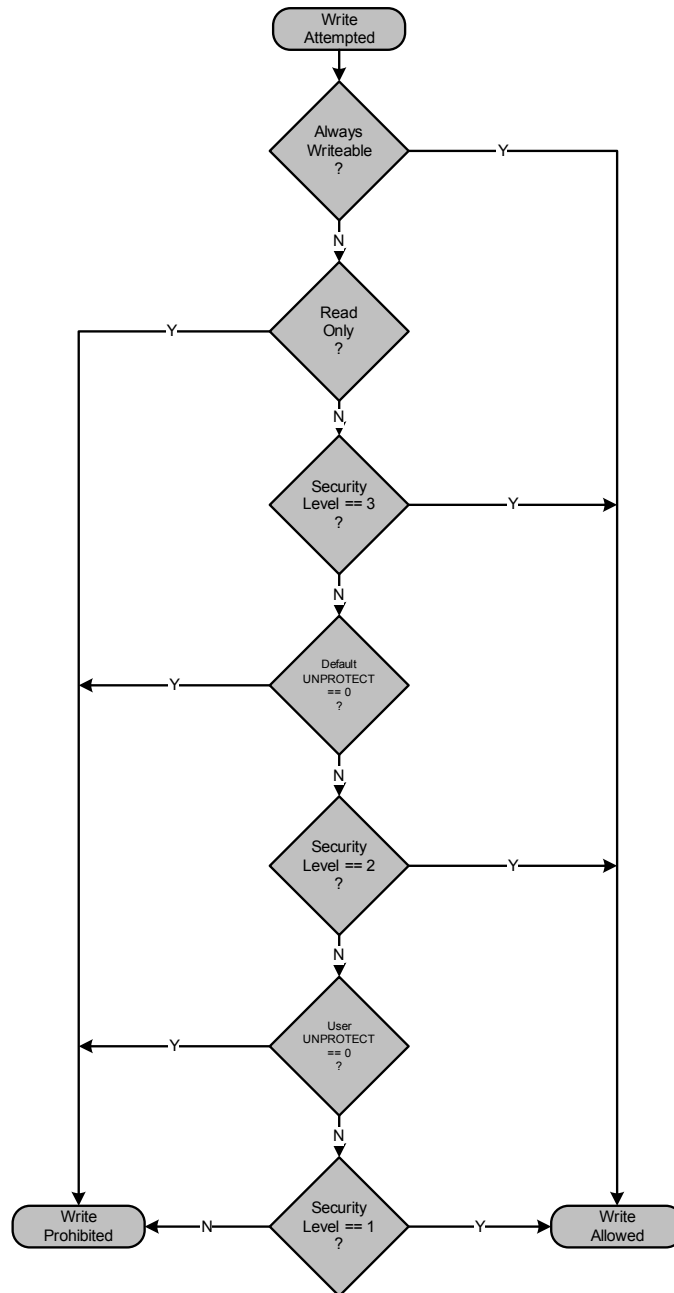 Write
Attempted
Always
Writeable
?
Y
N
Read
Only
?
Y
N
Security
Level == 3
?
Y
N
Default
UNPROTECT
== 0
?
Y
N
Security
Level == 2
?
Y
N
User
UNPROTECT
== 0
?
Y
N
Write
Prohibited
N
Security
Level == 1
?
Y
Write
Allowed